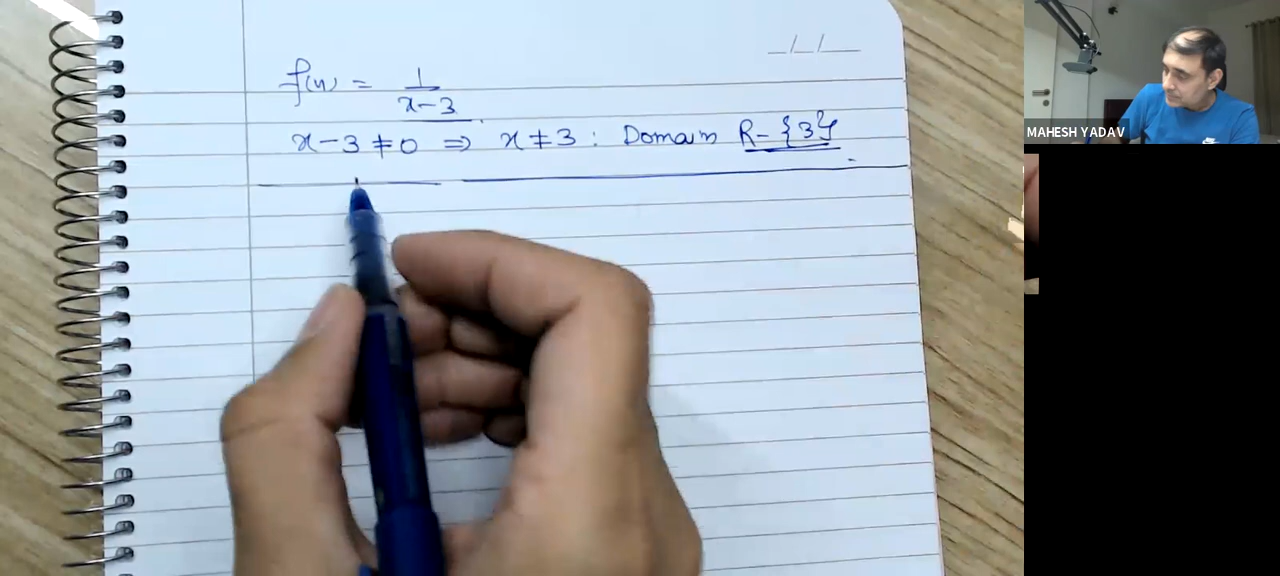 f(x) = 1/(x-3)
x-3 ≠ 0 ⇒ x ≠ 3 : Domain R-{3}
MAHESH YADAV